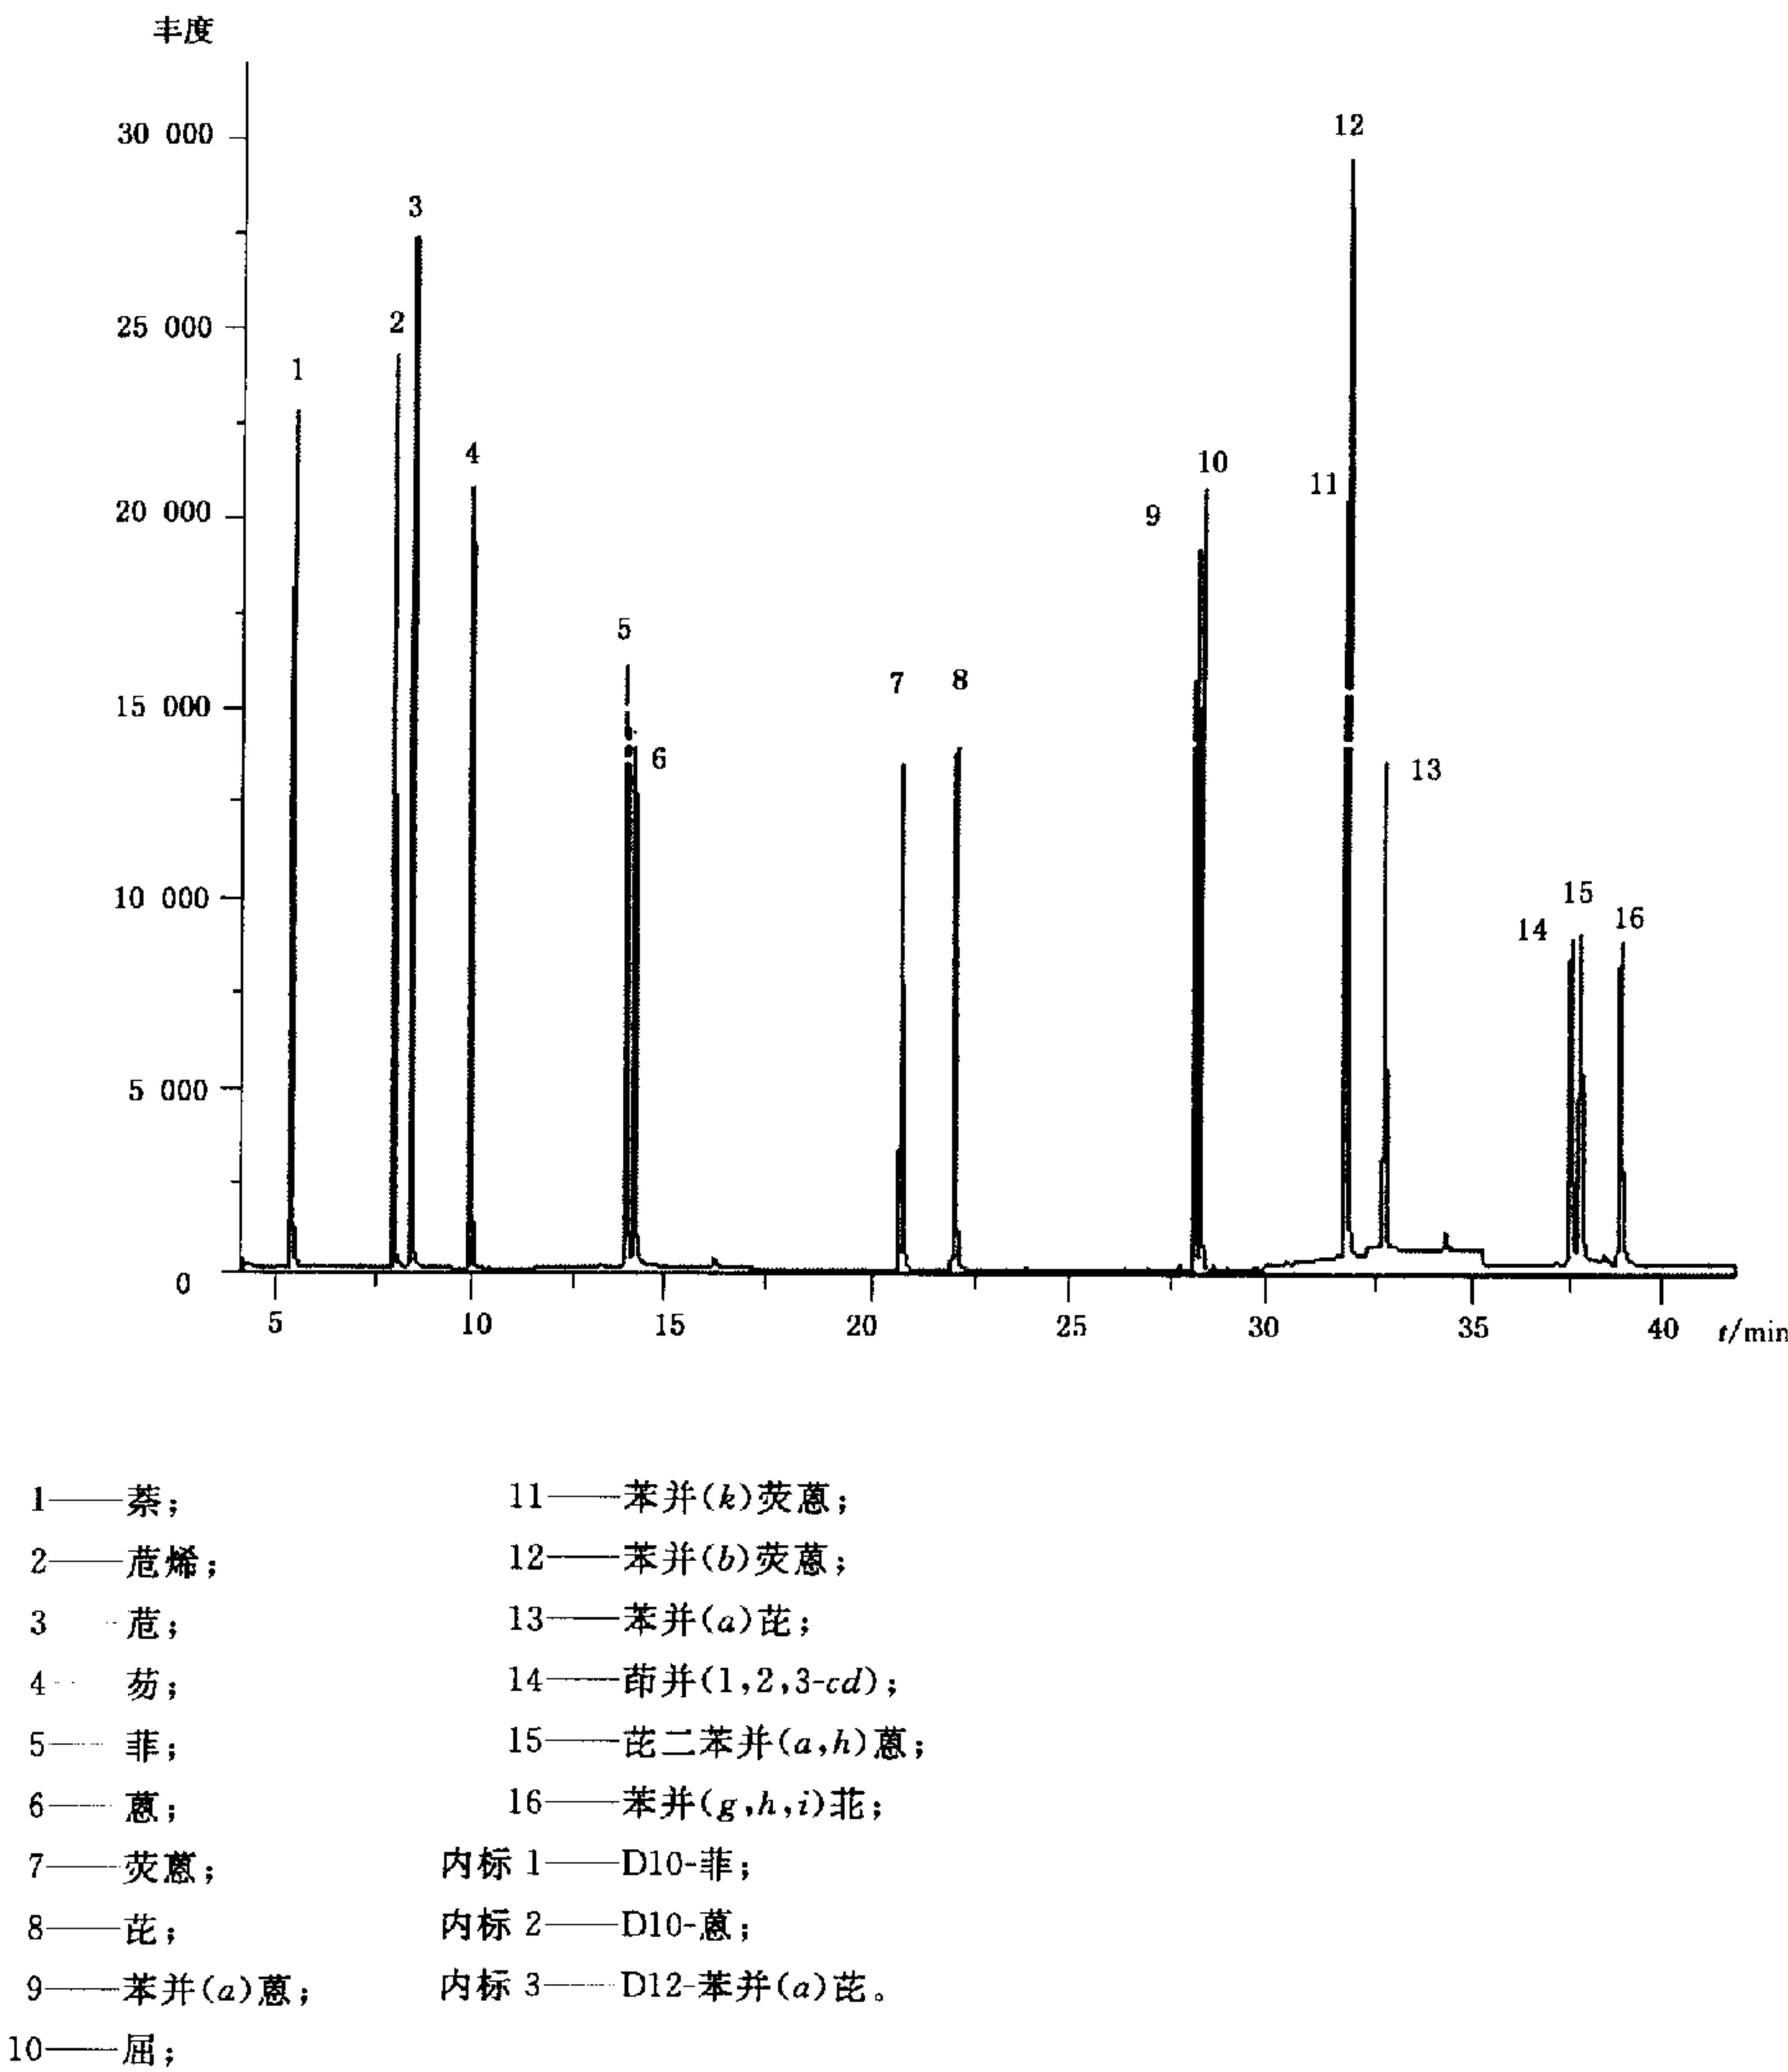 丰度
30 000
25 000
20 000
15 000
10 000
5 000
0
1
2
3
4
5
6
7
8
9
10
11
12
13
14
15
16
5 10 15 20 25 30 35 40 t/min
1——萘;
2——苊烯;
3——苊;
4——芴;
5——菲;
6——蒽;
7——荧蒽;
8——芘;
9——苯并(a)蒽;
10——屈;
11——苯并(k)荧蒽;
12——苯并(b)荧蒽;
13——苯并(a)芘;
14——茚并(1,2,3-cd);
15——芘二苯并(a,h)蒽;
16——苯并(g,h,i)苝;
内标 1——D10-菲;
内标 2——D10-蒽;
内标 3——D12-苯并(a)芘。